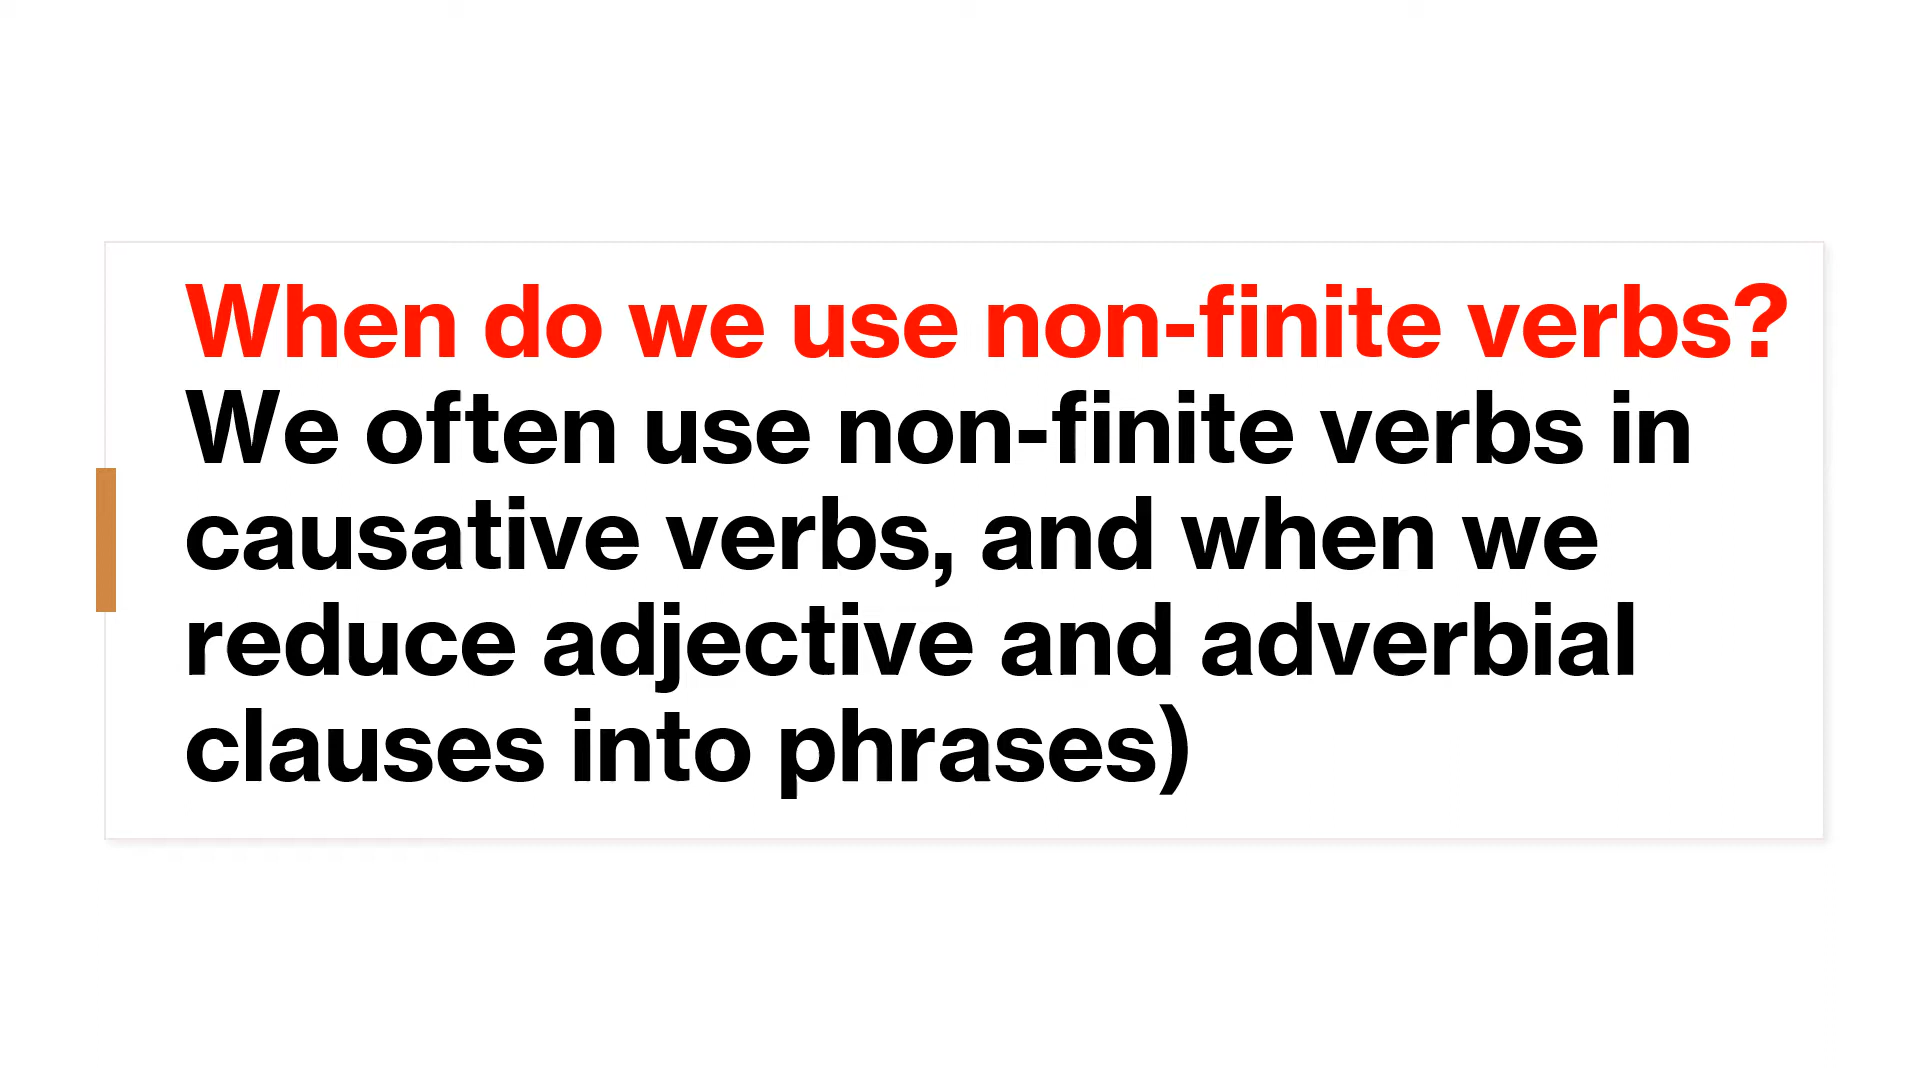 When do we use non-finite verbs?
We often use non-finite verbs in
causative verbs, and when we
reduce adjective and adverbial
clauses into phrases)